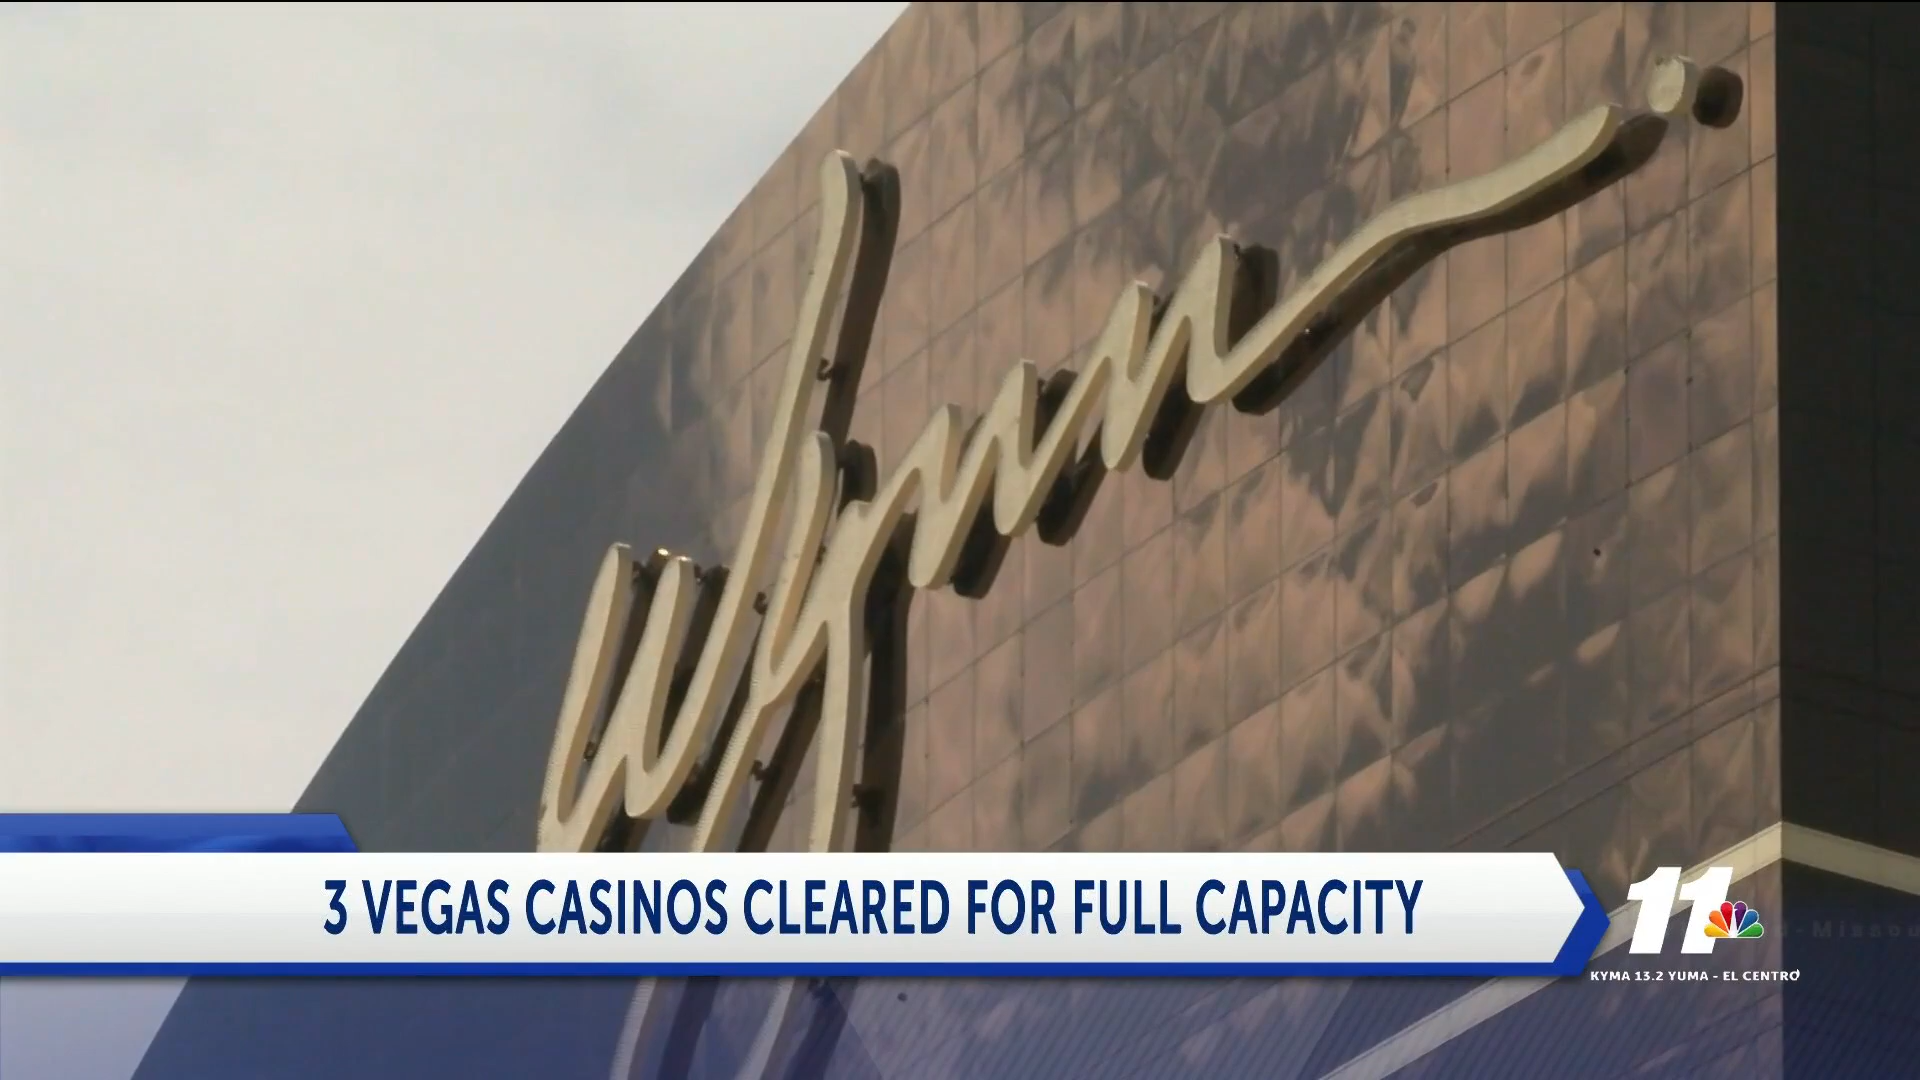 Wynn.
3 VEGAS CASINOS CLEARED FOR FULL CAPACITY
11
KYMA 13.2 YUMA - EL CENTRO